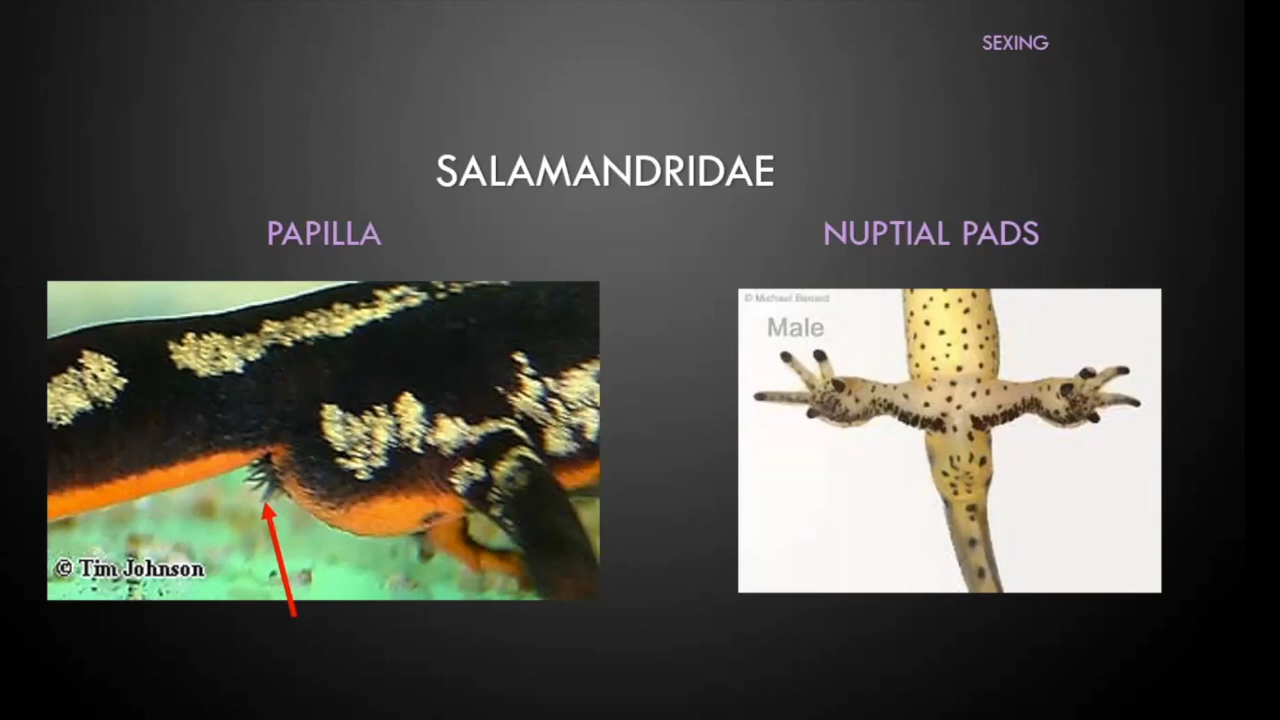 SEXING
SALAMANDRIDAE
PAPILLA
NUPTIAL PADS
© Michael Benard
Male
© Tim Johnson